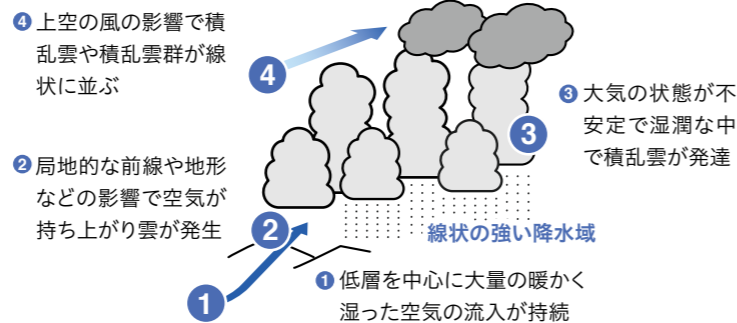 ❹ 上空の風の影響で積
乱雲や積乱雲群が線
状に並ぶ
4
❸ 大気の状態が不
安定で湿潤な中
で積乱雲が発達
3
❷ 局地的な前線や地形
などの影響で空気が
持ち上がり雲が発生
2
線状の強い降水域
❶ 低層を中心に大量の暖かく
湿った空気の流入が持続
1